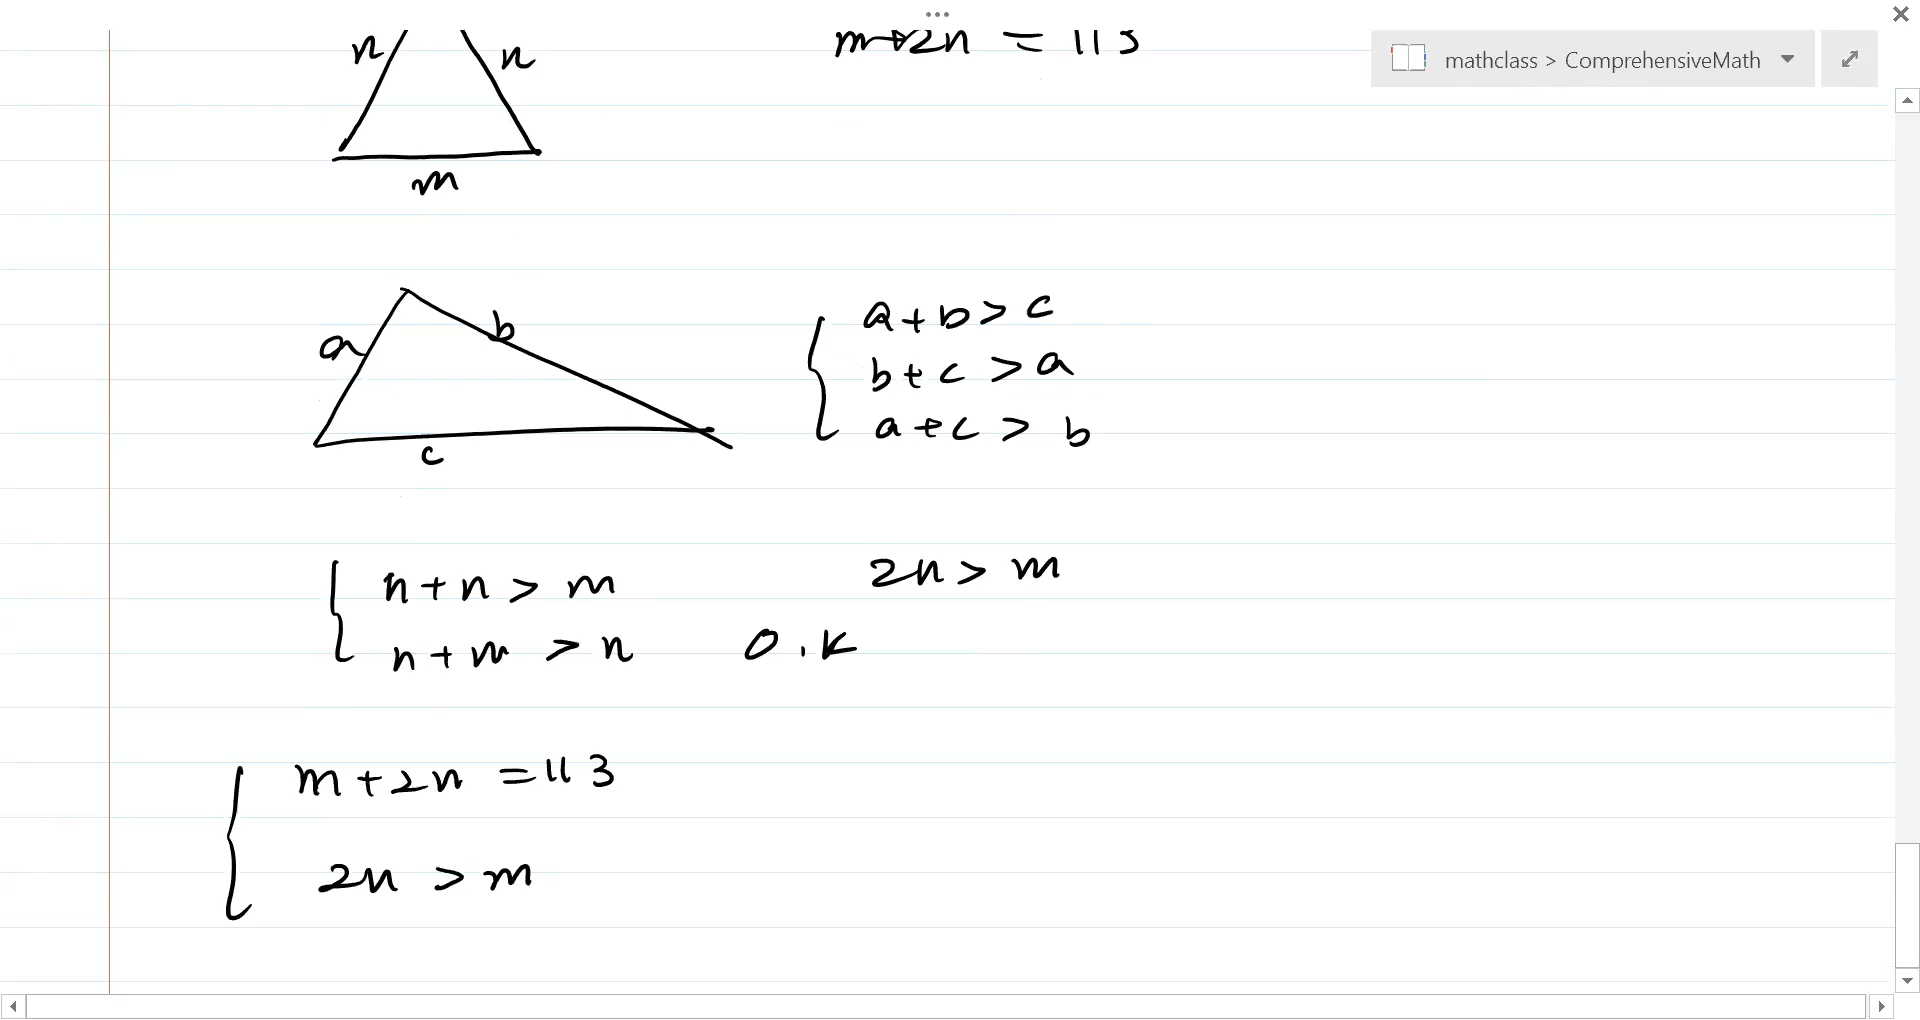 n n m+2n = 113
mathclass > ComprehensiveMath
m
a b
c
a+b > c
b+c > a
a+c > b
n+n > m 2n > m
n+m > n O.K
m+2n = 113
2n > m